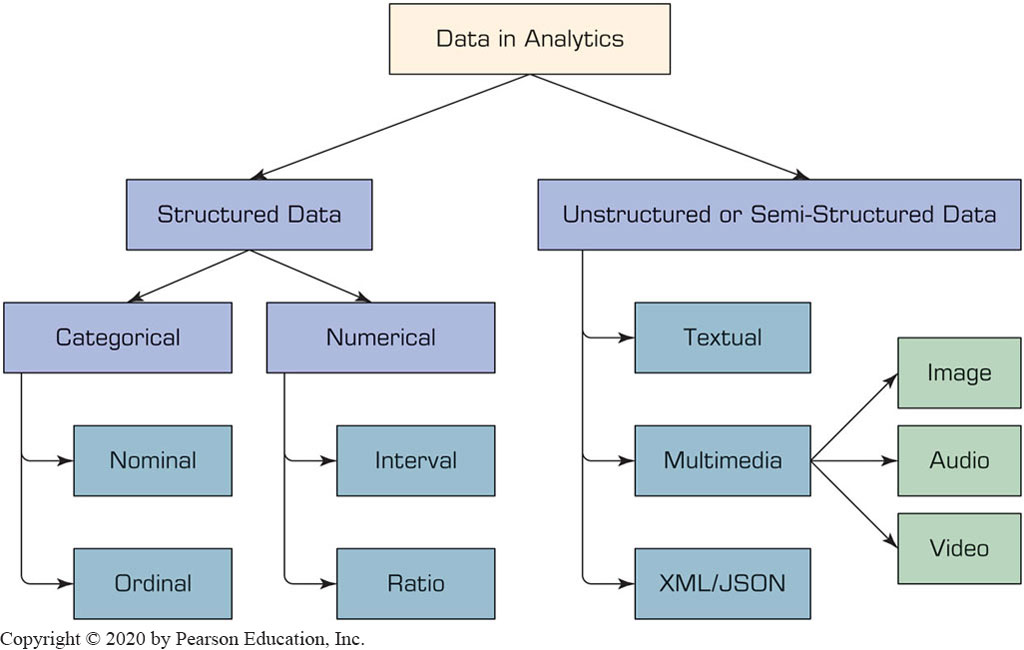 Data in Analytics
Structured Data
Unstructured or Semi-Structured Data
Categorical
Numerical
Textual
Image
Nominal
Interval
Multimedia
Audio
Video
Ordinal
Ratio
XML/JSON
Copyright © 2020 by Pearson Education, Inc.